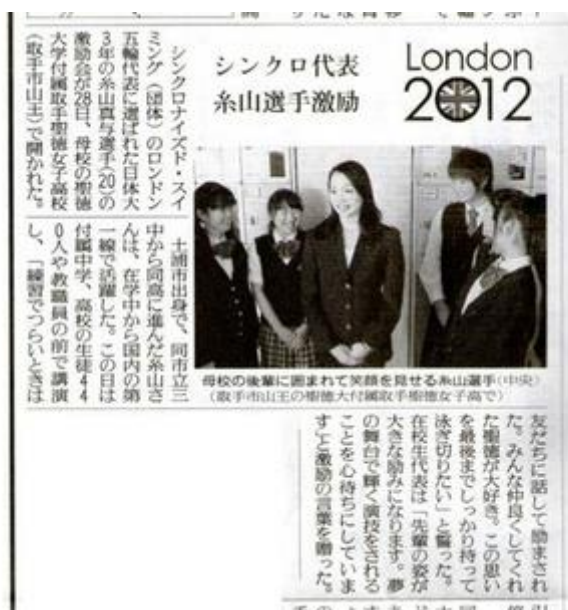 シンクロ代表
糸山選手激励
London
2012
シンクロナイズド・スイ
ミング（団体）のロンドン
五輪代表に選ばれた日体大
3年の糸山真与選手(20)の
激励会が28日、母校の聖徳
大学付属取手聖徳女子高校
（取手市山王）で開かれた。
土浦市出身で、同市立三
中から同高に進んだ糸山さ
んは、在学中から国内の第
一線で活躍した。この日は
付属中学、高校の生徒44
0人や教職員の前で講演
し、「練習でつらいときは
母校の後輩に囲まれて笑顔を見せる糸山選手(中央)
（取手市山王の聖徳大付属取手聖徳女子高で）
友だちに話して励まされ
た。みんな仲良くしてくれ
た聖徳が大好き。この思い
を最後までしっかり持って
泳ぎ切りたい」と誓った。
在校生代表は「先輩の姿が
大きな励みになります。夢
の舞台で輝く演技をされる
ことを心待ちにしていま
す」と激励の言葉を贈った。